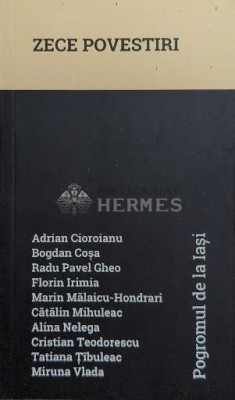 ZECE POVESTIRI
ANTICARIAT
HERMES
Adrian Cioroianu
Bogdan Coșa
Radu Pavel Gheo
Florin Irimia
Marin Mălaicu-Hondrari
Cătălin Mihuleac
Alina Nelega
Cristian Teodorescu
Tatiana Țîbuleac
Miruna Vlada
Pogromul de la Iași